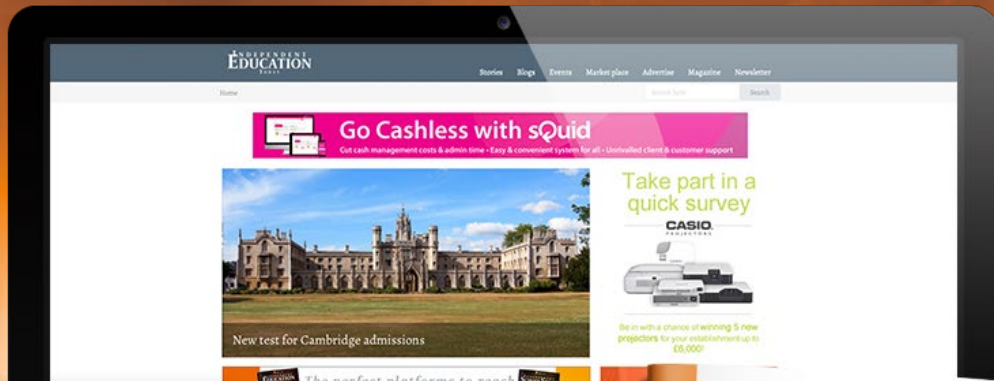 INDEPENDENT
EDUCATION
TODAY
Stories Blogs Events Market place Advertise Magazine Newsletter
Home
Search here
Search
Go Cashless with sQuid
Cut cash management costs & admin time • Easy & convenient system for all • Unrivalled client & customer support
Take part in a
quick survey
CASIO
PROJECTORS
New test for Cambridge admissions
Be in with a chance of winning 5 new
projectors for your establishment up to
£6,000!
EDUCATION
The perfect platforms to reach